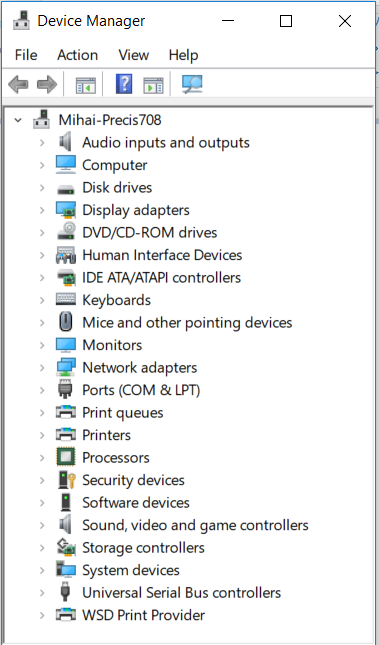 Device Manager
File Action View Help
Mihai-Precis708
Audio inputs and outputs
Computer
Disk drives
Display adapters
DVD/CD-ROM drives
Human Interface Devices
IDE ATA/ATAPI controllers
Keyboards
Mice and other pointing devices
Monitors
Network adapters
Ports (COM & LPT)
Print queues
Printers
Processors
Security devices
Software devices
Sound, video and game controllers
Storage controllers
System devices
Universal Serial Bus controllers
WSD Print Provider